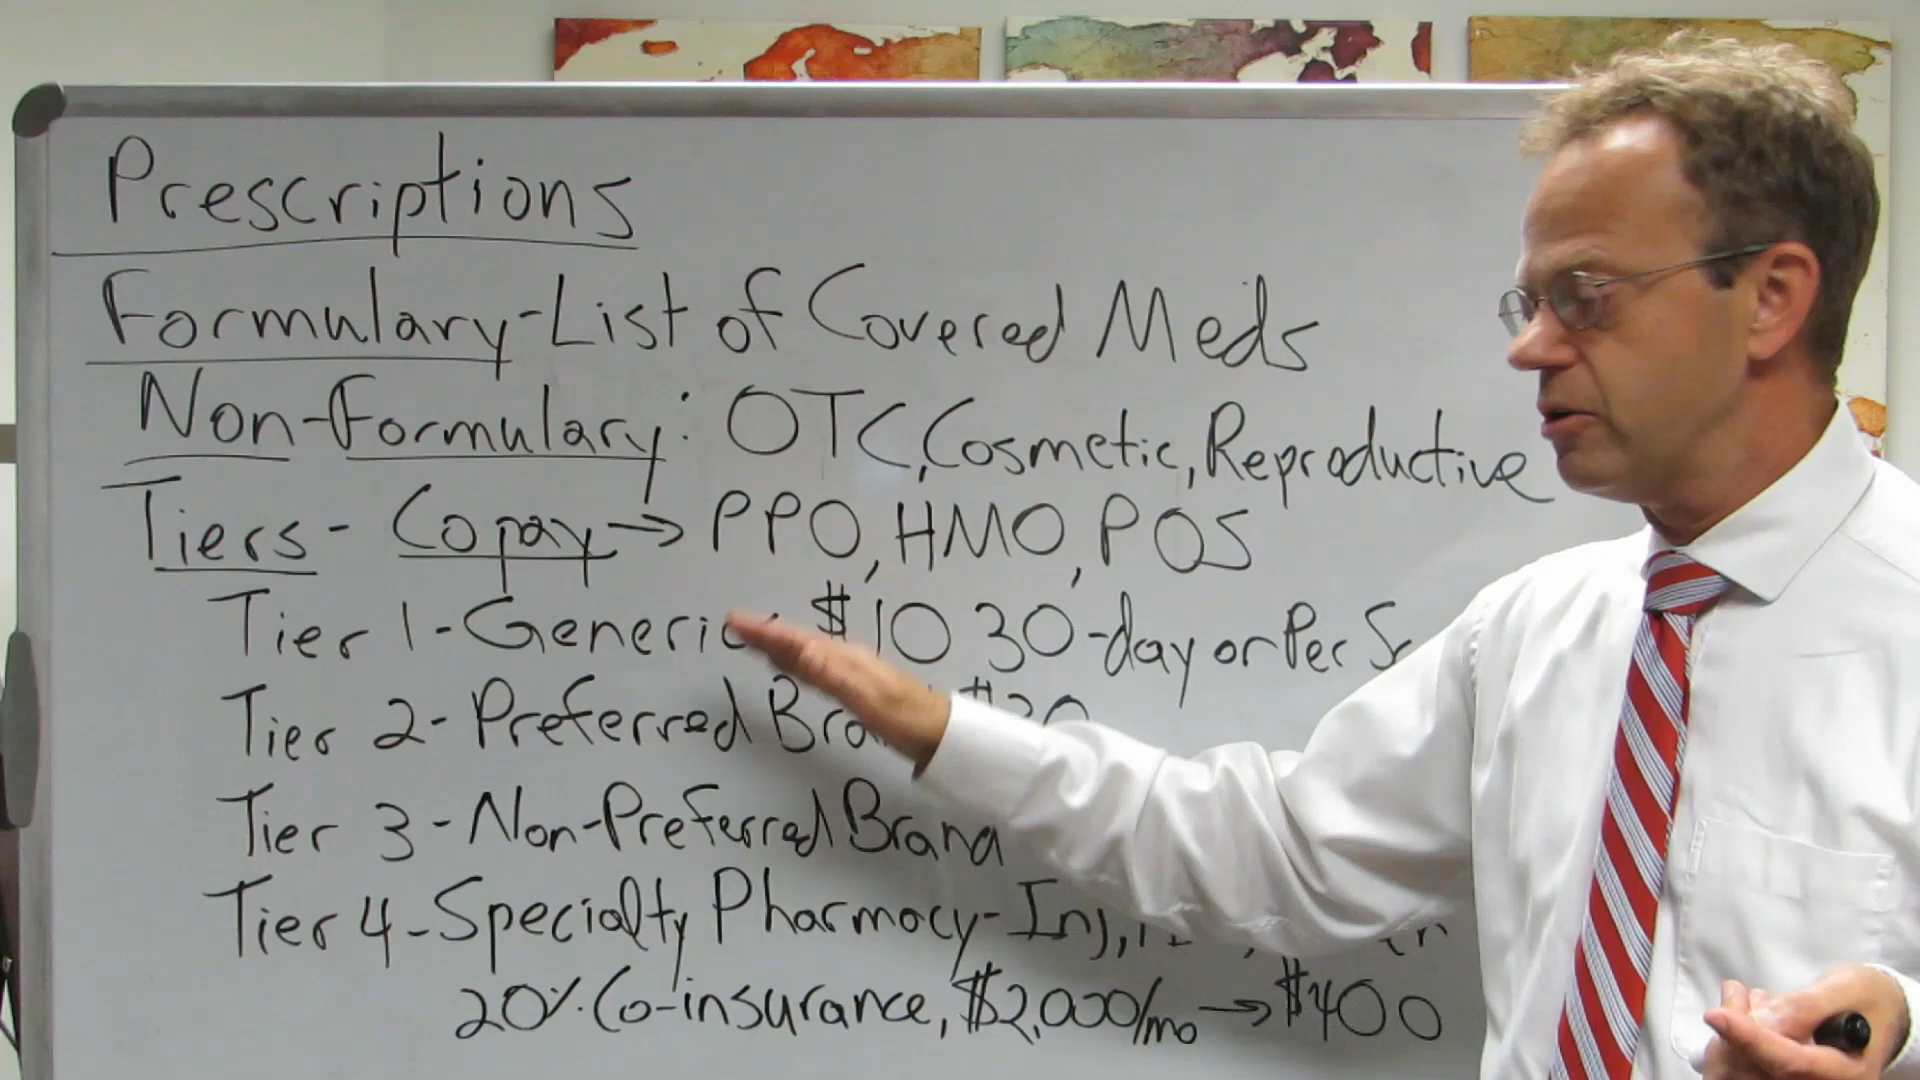 Prescriptions
Formulary-List of Covered Meds
Non-Formulary: OTC, Cosmetic, Reproductive
Tiers - Copay → PPO, HMO, POS
Tier 1 - Generic $10 30-day or Per
Tier 2 - Preferred
Tier 3 - Non-Preferred Brand
Tier 4 - Specialty Pharmacy - Inj,
20% Co-insurance, $2,000/mo → $400